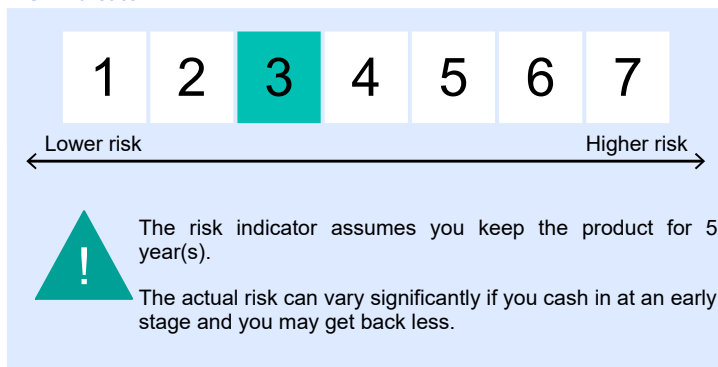 1 2 3 4 5 6 7
Lower risk Higher risk
!
The risk indicator assumes you keep the product for 5
year(s).
The actual risk can vary significantly if you cash in at an early
stage and you may get back less.